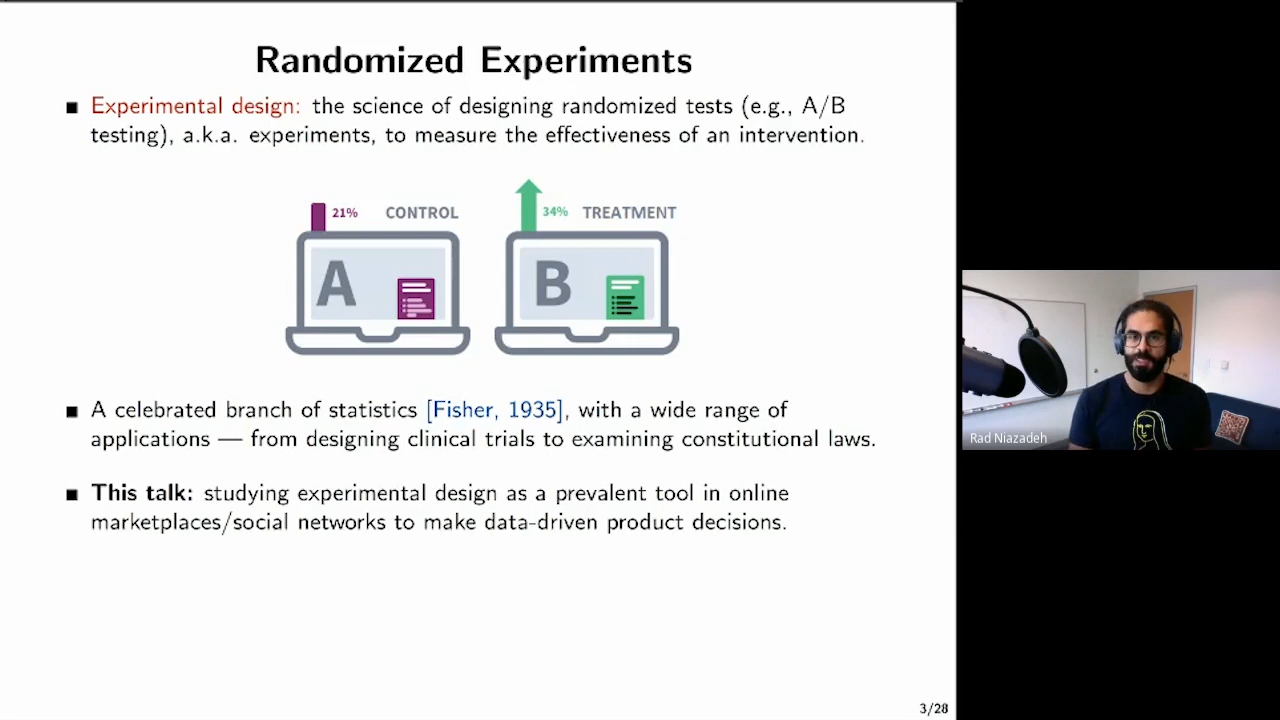 Randomized Experiments
■ Experimental design: the science of designing randomized tests (e.g., A/B
testing), a.k.a. experiments, to measure the effectiveness of an intervention.
21% CONTROL
34% TREATMENT
A
B
■ A celebrated branch of statistics [Fisher, 1935], with a wide range of
applications — from designing clinical trials to examining constitutional laws.
■ This talk: studying experimental design as a prevalent tool in online
marketplaces/social networks to make data-driven product decisions.
3/28
Rad Niazadeh